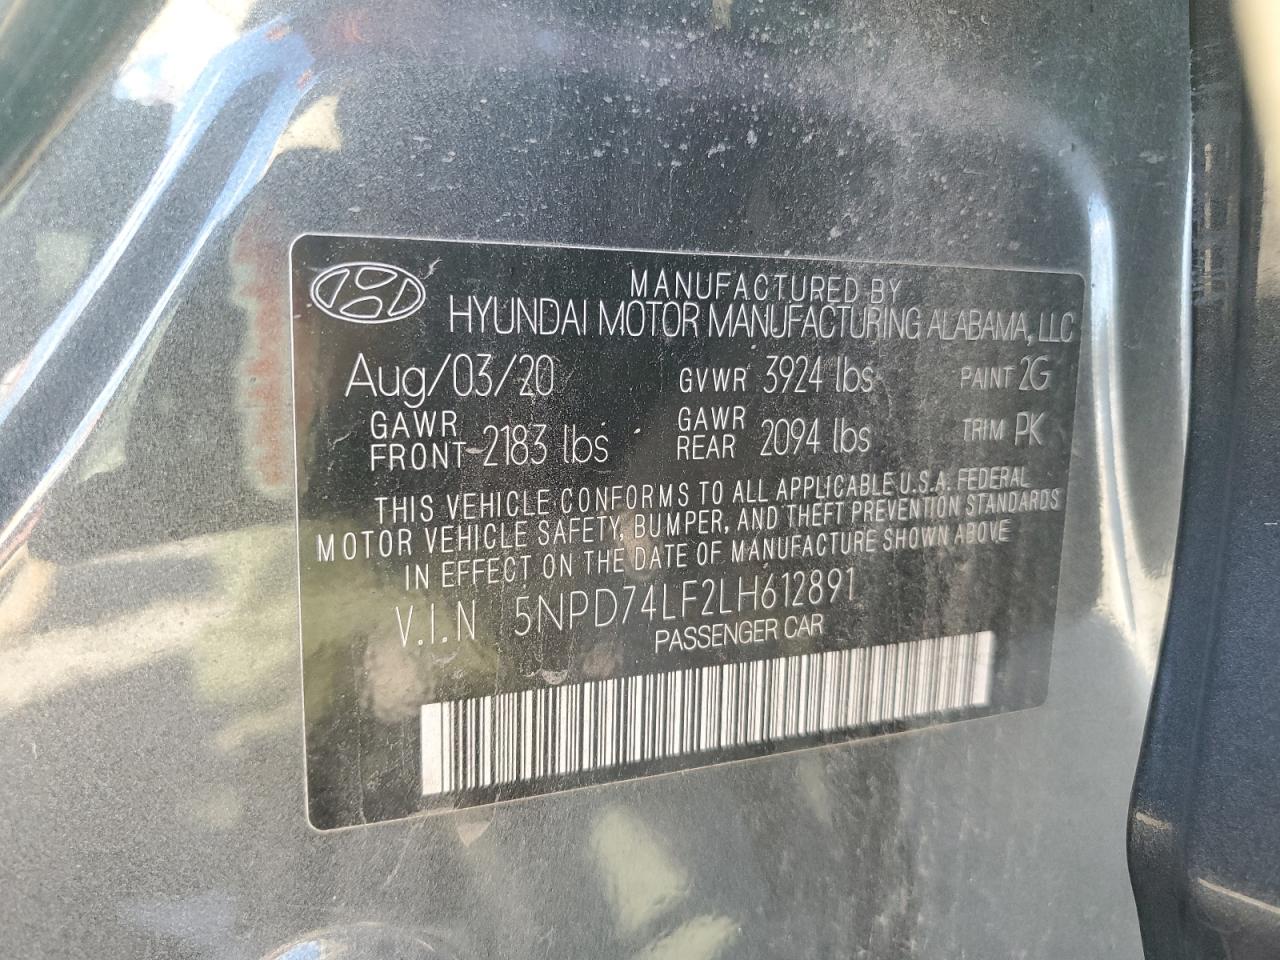 MANUFACTURED BY
HYUNDAI MOTOR MANUFACTURING ALABAMA, LLC
Aug/03/20 GVWR 3924 lbs PAINT 2G
GAWR FRONT 2183 lbs GAWR REAR 2094 lbs TRIM PK
THIS VEHICLE CONFORMS TO ALL APPLICABLE U.S.A. FEDERAL
MOTOR VEHICLE SAFETY, BUMPER, AND THEFT PREVENTION STANDARDS
IN EFFECT ON THE DATE OF MANUFACTURE SHOWN ABOVE
V.I.N 5NPD74LF2LH612891
PASSENGER CAR